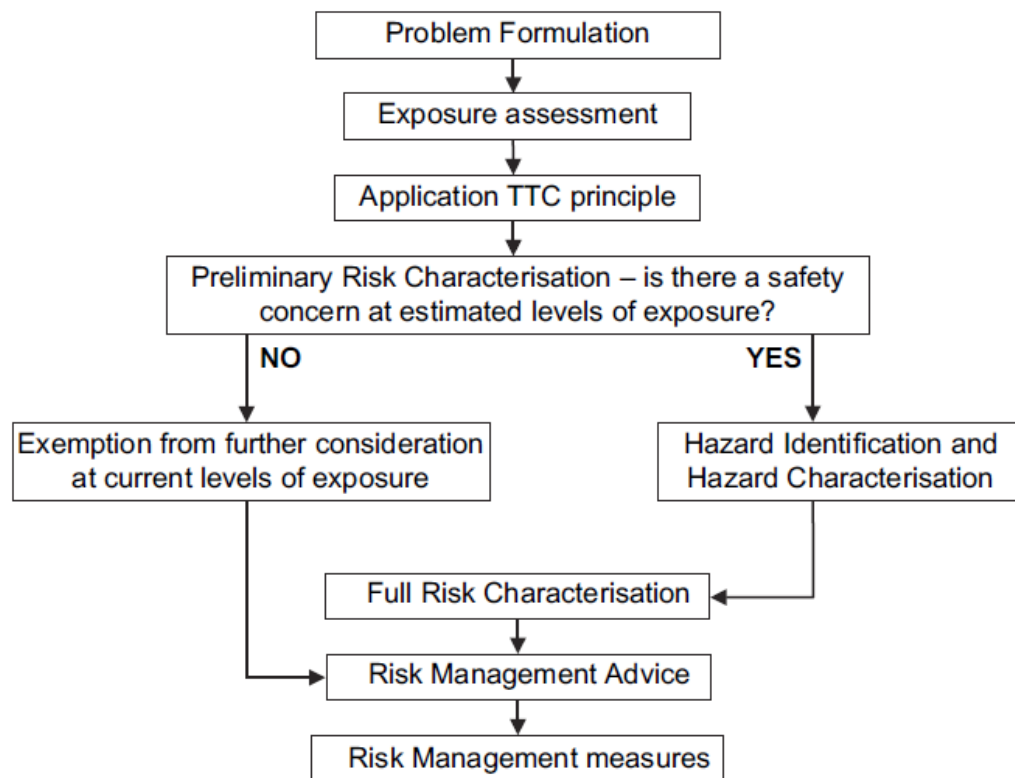 Problem Formulation
Exposure assessment
Application TTC principle
Preliminary Risk Characterisation – is there a safety
concern at estimated levels of exposure?
NO
YES
Exemption from further consideration
at current levels of exposure
Hazard Identification and
Hazard Characterisation
Full Risk Characterisation
Risk Management Advice
Risk Management measures